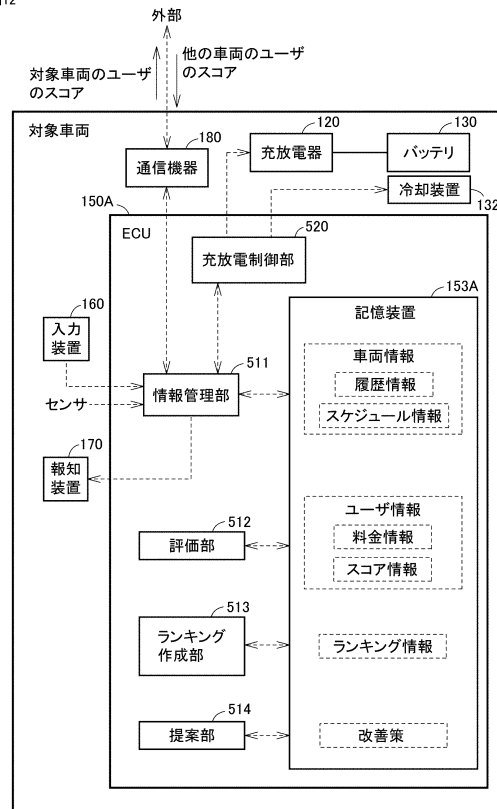 12
外部
対象車両のユーザ
のスコア
他の車両のユーザ
のスコア
対象車両
180
通信機器
120
充放電器
130
バッテリ
冷却装置
132
150A
ECU
520
充放電制御部
153A
記憶装置
160
入力
装置
センサ
511
情報管理部
車両情報
履歴情報
スケジュール情報
170
報知
装置
512
評価部
ユーザ情報
料金情報
スコア情報
513
ランキング
作成部
ランキング情報
514
提案部
改善策